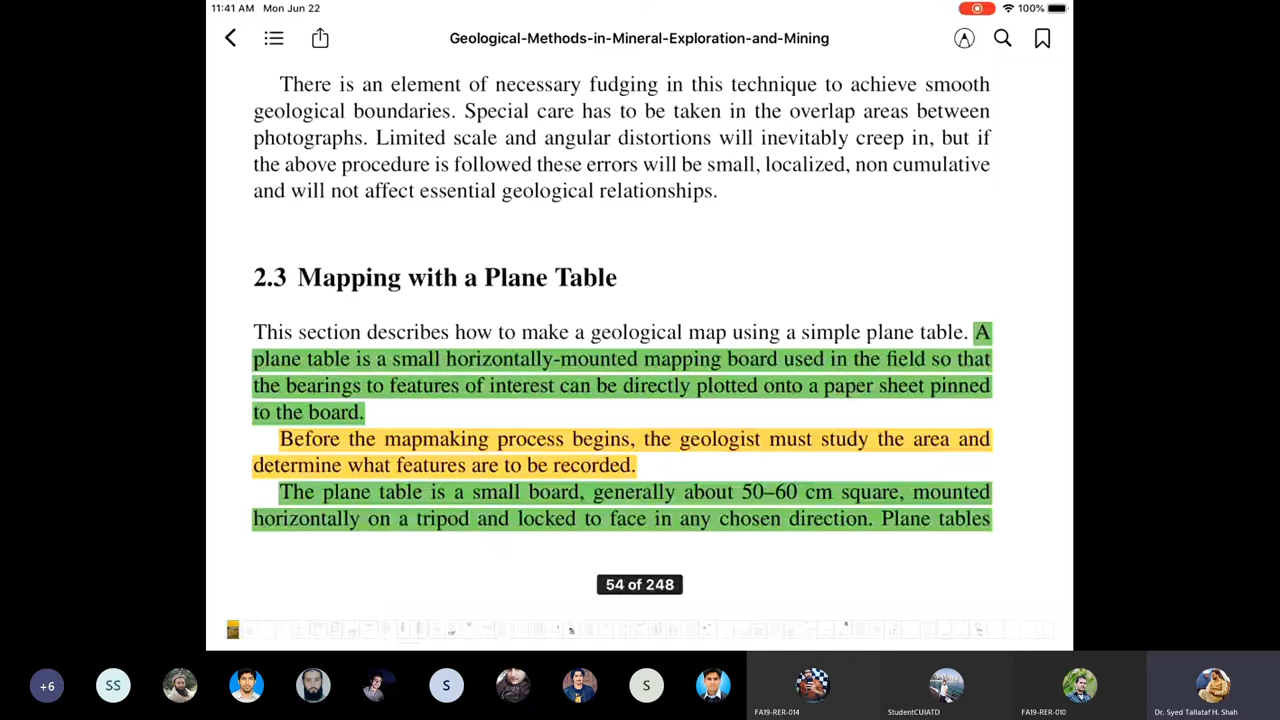 11:41 AM Mon Jun 22
100%
Geological-Methods-in-Mineral-Exploration-and-Mining
There is an element of necessary fudging in this technique to achieve smooth
geological boundaries. Special care has to be taken in the overlap areas between
photographs. Limited scale and angular distortions will inevitably creep in, but if
the above procedure is followed these errors will be small, localized, non cumulative
and will not affect essential geological relationships.
2.3 Mapping with a Plane Table
This section describes how to make a geological map using a simple plane table. A
plane table is a small horizontally-mounted mapping board used in the field so that
the bearings to features of interest can be directly plotted onto a paper sheet pinned
to the board.
Before the mapmaking process begins, the geologist must study the area and
determine what features are to be recorded.
The plane table is a small board, generally about 50–60 cm square, mounted
horizontally on a tripod and locked to face in any chosen direction. Plane tables
54 of 248
+6
SS
S
S
FA19-RER-014
StudentCUIATD
FA19-RER-010
Dr. Syed Tallataf H. Shah